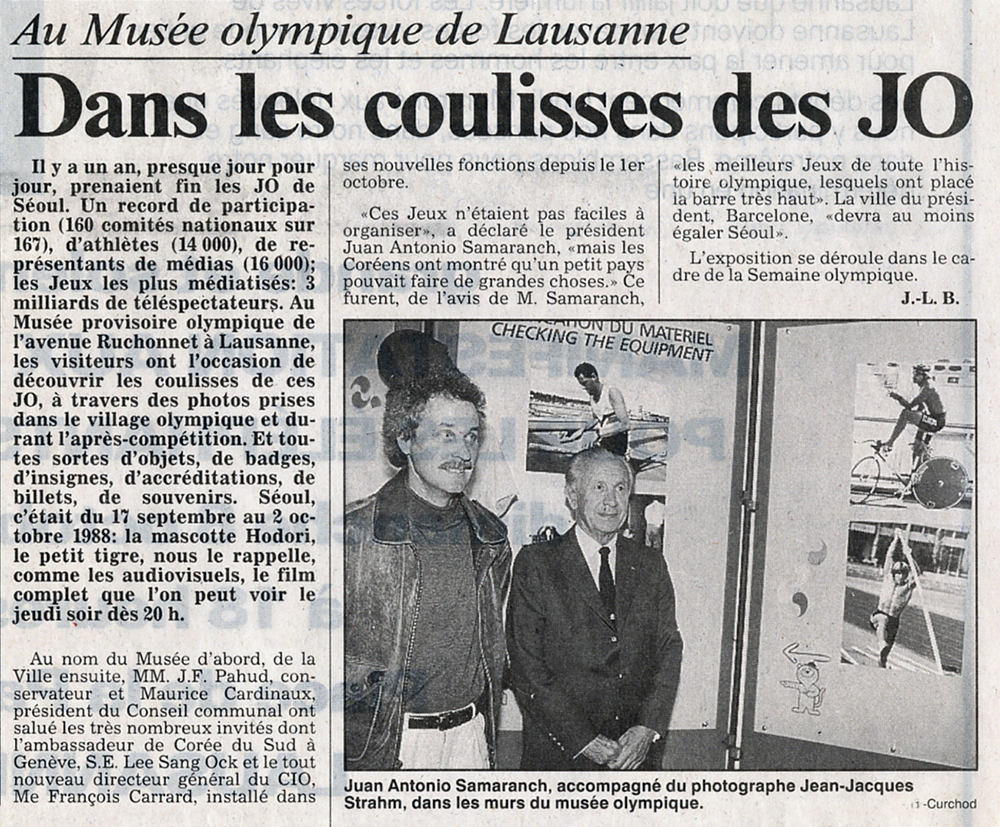 Au Musée olympique de Lausanne
Dans les coulisses des JO
Il y a un an, presque jour pour
jour, prenaient fin les JO de
Séoul. Un record de participa-
tion (160 comités nationaux sur
167), d'athlètes (14 000), de re-
présentants de médias (16 000);
les Jeux les plus médiatisés: 3
milliards de téléspectateurs. Au
Musée provisoire olympique de
l'avenue Ruchonnet à Lausanne,
les visiteurs ont l'occasion de
découvrir les coulisses de ces
JO, à travers des photos prises
dans le village olympique et du-
rant l'après-compétition. Et tou-
tes sortes d'objets, de badges,
d'insignes, d'accréditations, de
billets, de souvenirs. Séoul,
c'était du 17 septembre au 2 oc-
tobre 1988: la mascotte Hodori,
le petit tigre, nous le rappelle,
comme les audiovisuels, le film
complet que l'on peut voir le
jeudi soir dès 20 h.
Au nom du Musée d'abord, de la
Ville ensuite, MM. J.F. Pahud, con-
servateur et Maurice Cardinaux,
président du Conseil communal ont
salué les très nombreux invités dont
l'ambassadeur de Corée du Sud à
Genève, S.E. Lee Sang Ock et le tout
nouveau directeur général du CIO,
Me François Carrard, installé dans
ses nouvelles fonctions depuis le 1er
octobre.
«Ces Jeux n'étaient pas faciles à
organiser», a déclaré le président
Juan Antonio Samaranch, «mais les
Coréens ont montré qu'un petit pays
pouvait faire de grandes choses.» Ce
furent, de l'avis de M. Samaranch,
«les meilleurs Jeux de toute l'his-
toire olympique, lesquels ont placé
la barre très haut». La ville du prési-
dent, Barcelone, «devra au moins
égaler Séoul».
L'exposition se déroule dans le ca-
dre de la Semaine olympique.
J.-L. B.
DU MATERIEL
CHECKING THE EQUIPMENT
Juan Antonio Samaranch, accompagné du photographe Jean-Jacques
Strahm, dans les murs du musée olympique.
-Curchod